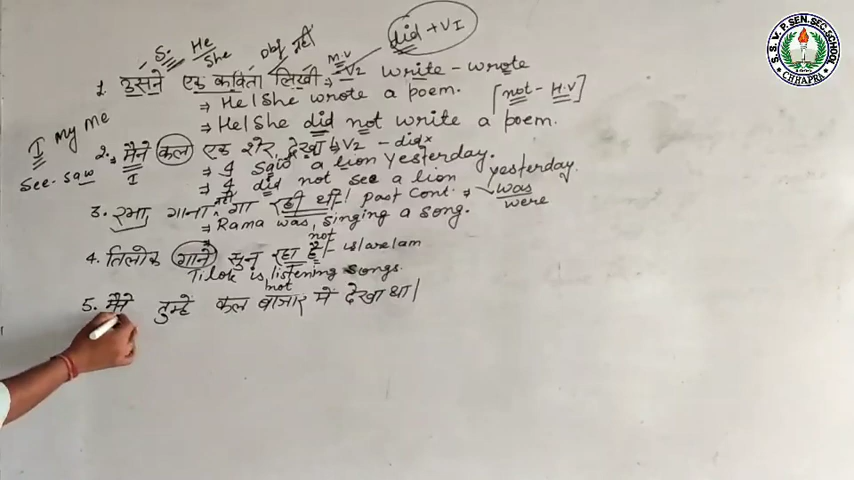 S. He/She Obj नहीं did + V1
1. उसने एक कविता लिखी ⇒ M.V V2 write - wrote
⇒ He/She wrote a poem. [not - H.V]
⇒ He/She did not write a poem.
I my me
2. मैंने कल एक शेर देखा V2 - did×
I
See - Saw
⇒ I Saw a lion yesterday.
⇒ I did not see a lion yesterday.
3. रमा गाना नहीं गा रही थी। past Cont. ⇒ was
were
⇒ Rama was singing a song.
not
4. तिलोक गाने सुन रहा है - is/are/am
Tilok is listening songs.
not
5. मैंने तुम्हे कल बाजार में देखा था।
S. S. V. P. SEN. SEC. SCHOOL
CHHAPRA